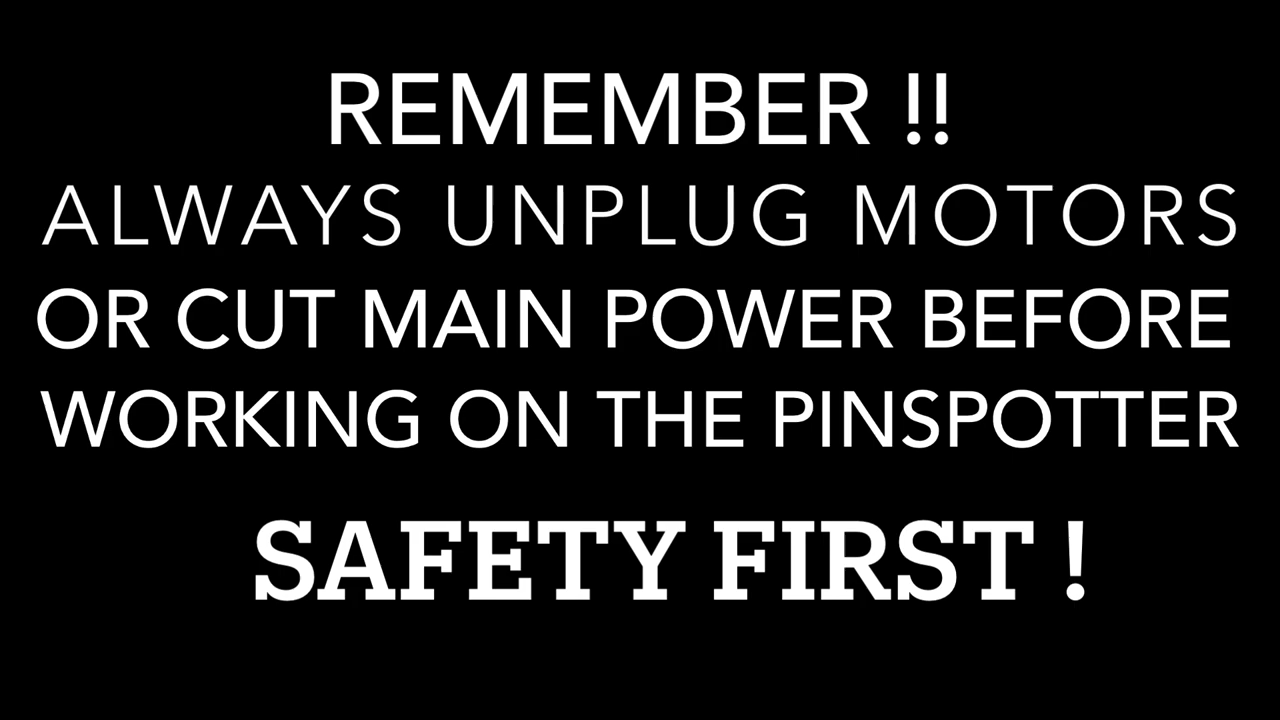 REMEMBER !!
ALWAYS UNPLUG MOTORS
OR CUT MAIN POWER BEFORE
WORKING ON THE PINSPOTTER
SAFETY FIRST !